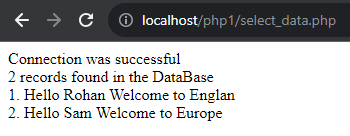 localhost/php1/select_data.php
Connection was successful
2 records found in the DataBase
1. Hello Rohan Welcome to Englan
2. Hello Sam Welcome to Europe